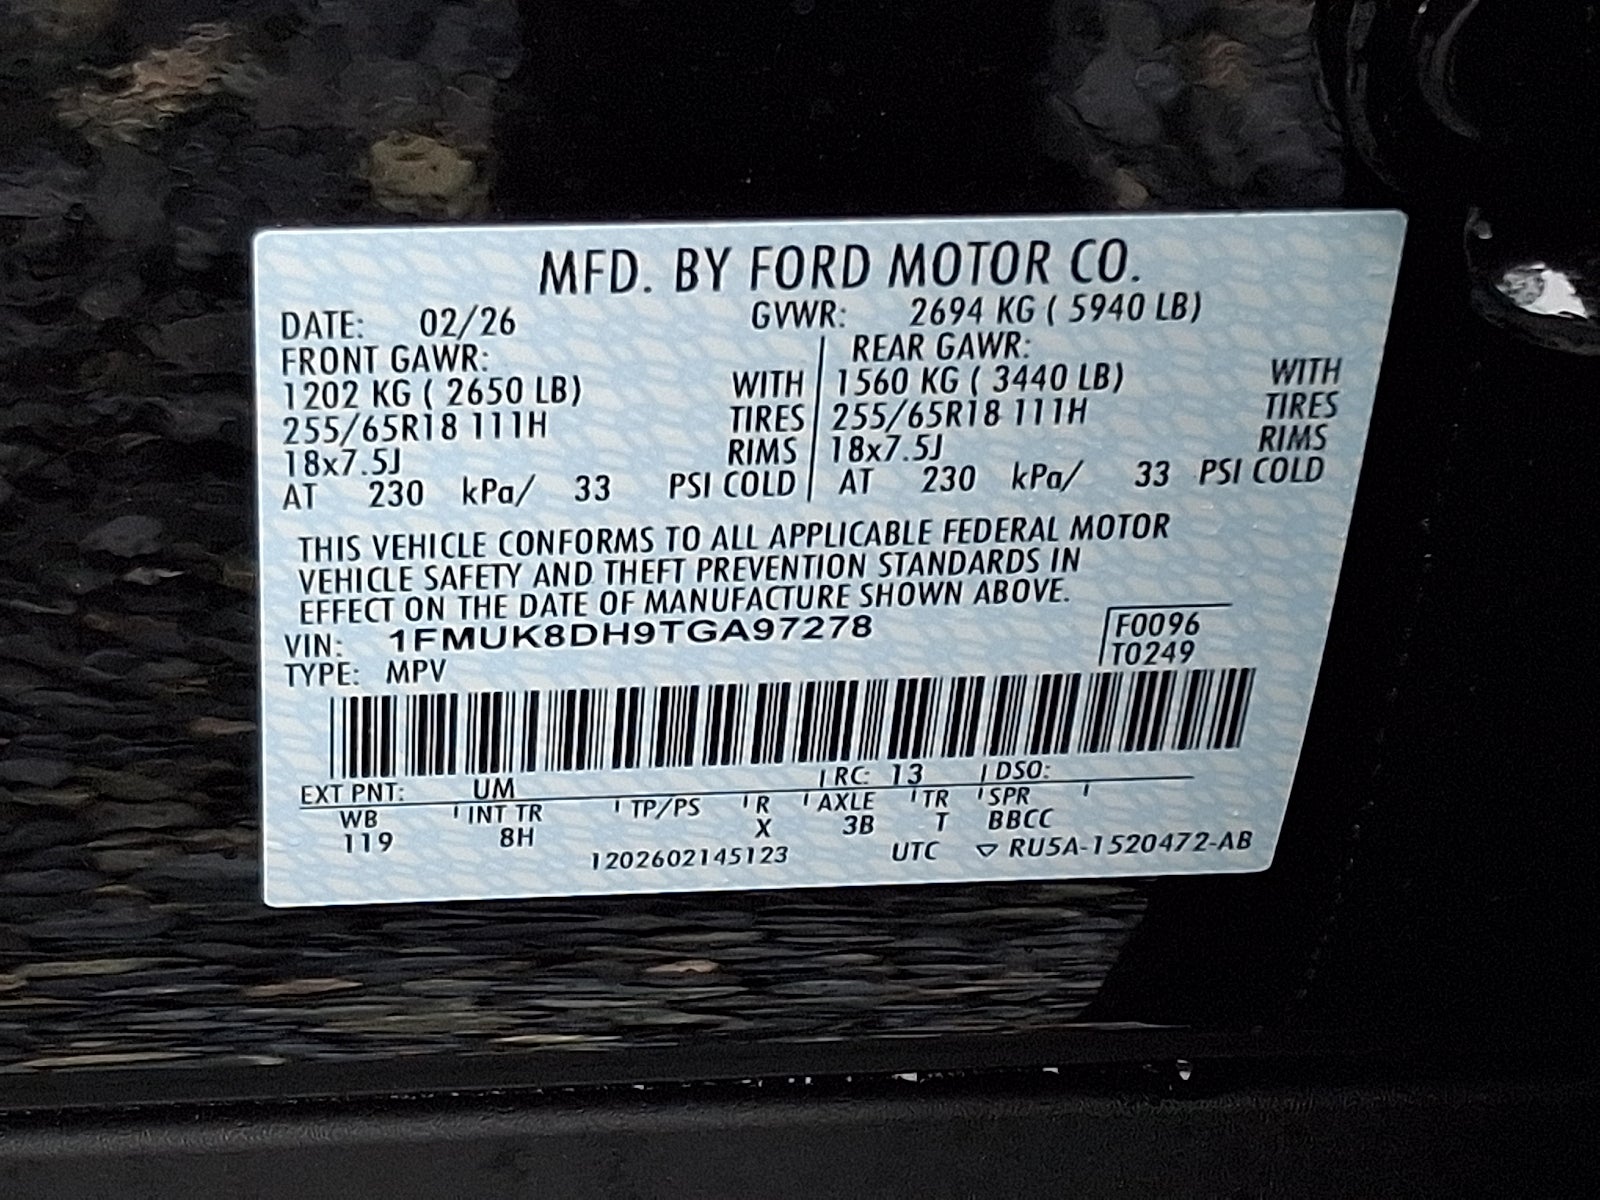 MFD. BY FORD MOTOR CO.
DATE: 02/26 GVWR: 2694 KG ( 5940 LB)
FRONT GAWR: REAR GAWR:
1202 KG ( 2650 LB) WITH 1560 KG ( 3440 LB) WITH
255/65R18 111H TIRES 255/65R18 111H TIRES
18x7.5J RIMS 18x7.5J RIMS
AT 230 kPa/ 33 PSI COLD AT 230 kPa/ 33 PSI COLD
THIS VEHICLE CONFORMS TO ALL APPLICABLE FEDERAL MOTOR
VEHICLE SAFETY AND THEFT PREVENTION STANDARDS IN
EFFECT ON THE DATE OF MANUFACTURE SHOWN ABOVE.
VIN: 1FMUK8DH9TGA97278 F0096
TYPE: MPV T0249
EXT PNT: UM RC: 13 DSO:
WB INT TR TP/PS R AXLE TR SPR
119 8H X 3B T BBCC
1202602145123 UTC ▽ RU5A-1520472-AB